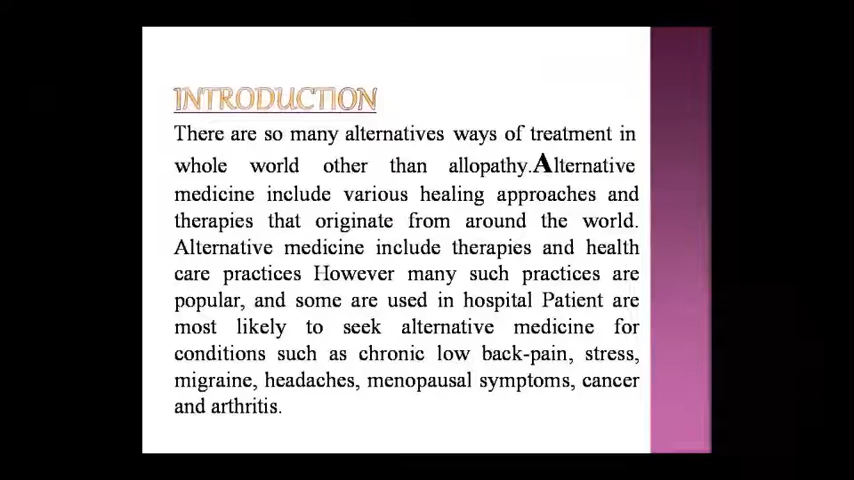 INTRODUCTION
There are so many alternatives ways of treatment in
whole world other than allopathy.Alternative
medicine include various healing approaches and
therapies that originate from around the world.
Alternative medicine include therapies and health
care practices However many such practices are
popular, and some are used in hospital Patient are
most likely to seek alternative medicine for
conditions such as chronic low back-pain, stress,
migraine, headaches, menopausal symptoms, cancer
and arthritis.